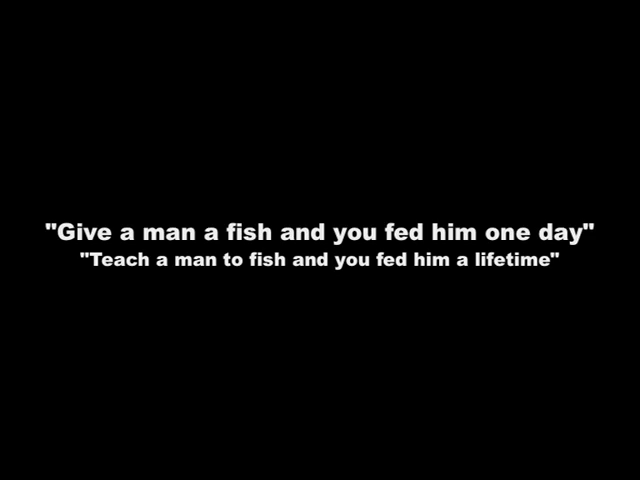 "Give a man a fish and you fed him one day"
"Teach a man to fish and you fed him a lifetime"